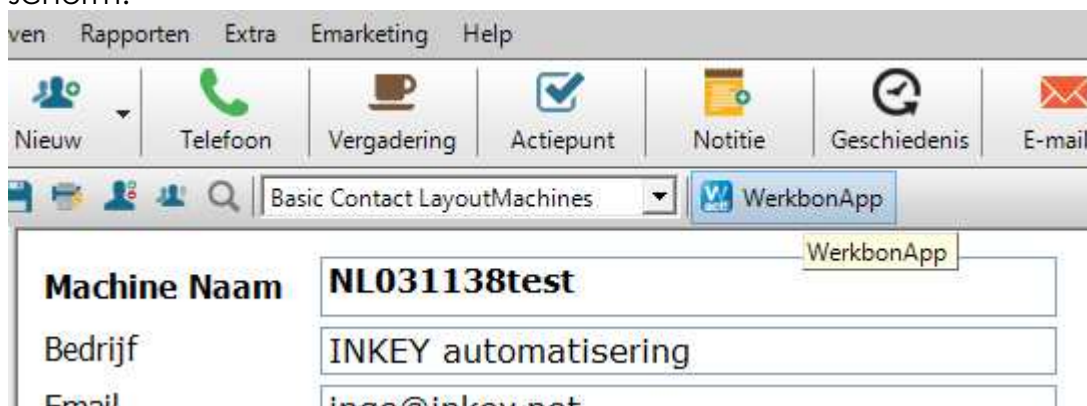 ven Rapporten Extra Emarketing Help
Nieuw Telefoon Vergadering Actiepunt Notitie Geschiedenis E-mail
Basic Contact LayoutMachines WerkbonApp
WerkbonApp
Machine Naam NL031138test
Bedrijf INKEY automatisering
Email